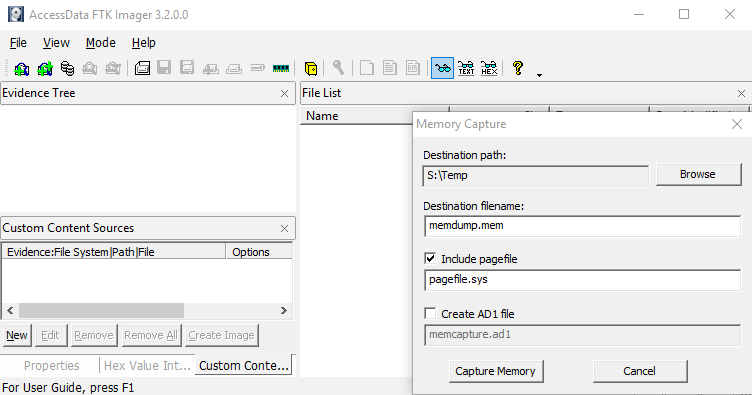 AccessData FTK Imager 3.2.0.0
File View Mode Help
TEXT HEX
Evidence Tree
File List
Name
Memory Capture
Destination path:
S:\Temp
Browse
Destination filename:
memdump.mem
Include pagefile
pagefile.sys
Create AD1 file
memcapture.ad1
Capture Memory
Cancel
Custom Content Sources
Evidence:File System|Path|File
Options
New Edit Remove Remove All Create Image
Properties Hex Value Int... Custom Conte...
For User Guide, press F1